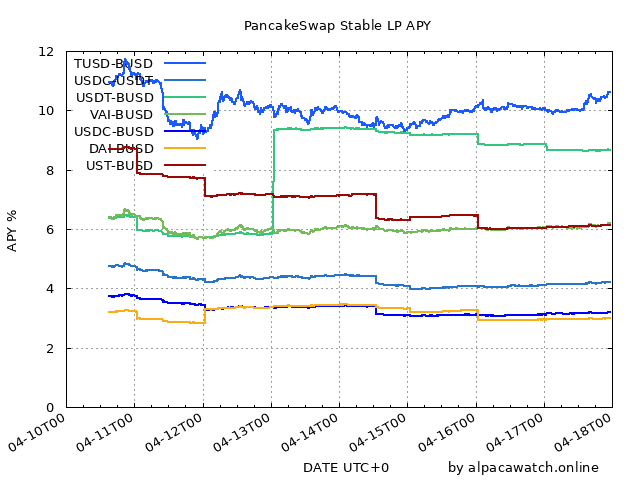 PancakeSwap Stable LP APY
APY %
12
10
8
6
4
2
0
TUSD-BUSD
USDC-USDT
USDT-BUSD
VAI-BUSD
USDC-BUSD
DAI-BUSD
UST-BUSD
04-10T00
04-11T00
04-12T00
04-13T00
04-14T00
04-15T00
04-16T00
04-17T00
04-18T00
DATE UTC+0
by alpacawatch.online